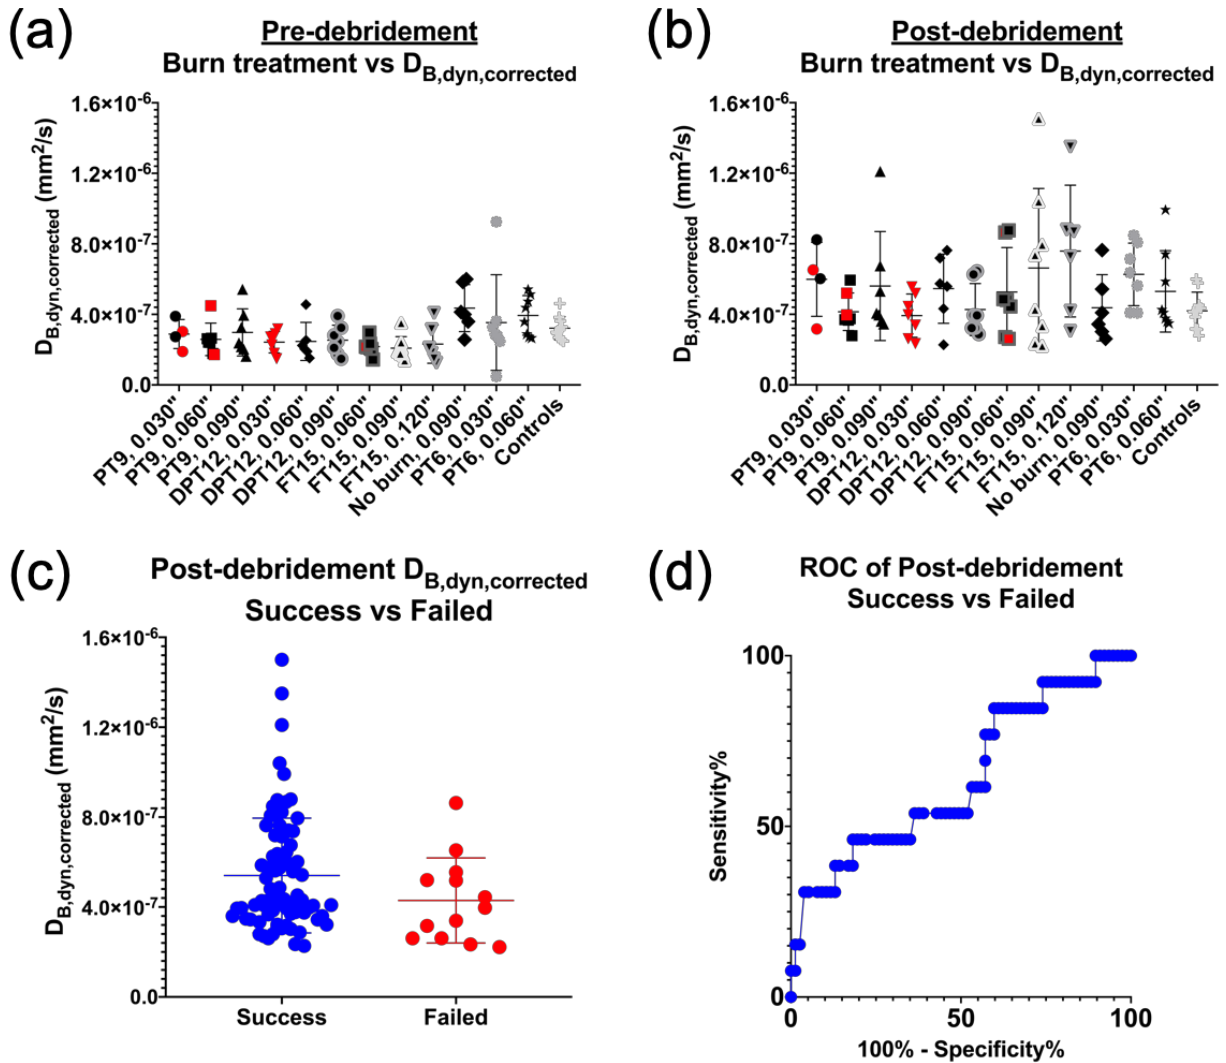 (a)
Pre-debridement
Burn treatment vs D_B,dyn,corrected
D_B,dyn,corrected (mm²/s)
1.6×10⁻⁶
1.2×10⁻⁶
8.0×10⁻⁷
4.0×10⁻⁷
0.0
PT9, 0.030"
PT9, 0.060"
PT9, 0.090"
DPT12, 0.030"
DPT12, 0.060"
DPT12, 0.090"
FT15, 0.060"
FT15, 0.090"
FT15, 0.120"
No burn, 0.090"
PT6, 0.030"
PT6, 0.060"
Controls
(b)
Post-debridement
Burn treatment vs D_B,dyn,corrected
D_B,dyn,corrected (mm²/s)
1.6×10⁻⁶
1.2×10⁻⁶
8.0×10⁻⁷
4.0×10⁻⁷
0.0
PT9, 0.030"
PT9, 0.060"
PT9, 0.090"
DPT12, 0.030"
DPT12, 0.060"
DPT12, 0.090"
FT15, 0.060"
FT15, 0.090"
FT15, 0.120"
No burn, 0.090"
PT6, 0.030"
PT6, 0.060"
Controls
(c)
Post-debridement D_B,dyn,corrected
Success vs Failed
D_B,dyn,corrected (mm²/s)
1.6×10⁻⁶
1.2×10⁻⁶
8.0×10⁻⁷
4.0×10⁻⁷
0.0
Success
Failed
(d)
ROC of Post-debridement
Success vs Failed
Sensitivity%
100
50
0
0
50
100
100% - Specificity%